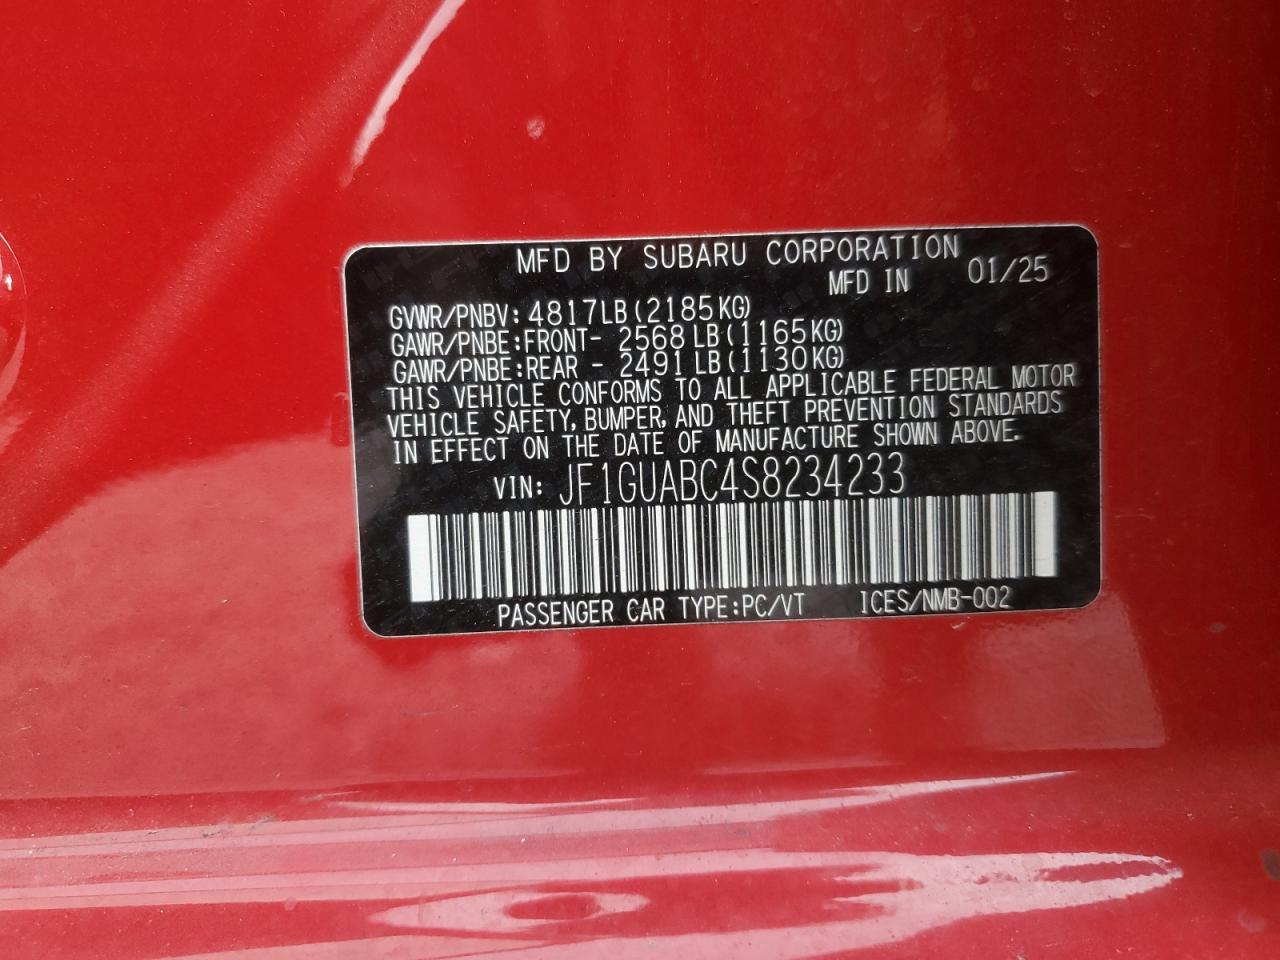 MFD BY SUBARU CORPORATION
MFD IN 01/25
GVWR/PNBV: 4817LB (2185KG)
GAWR/PNBE:FRONT- 2568 LB (1165KG)
GAWR/PNBE:REAR - 2491 LB (1130KG)
THIS VEHICLE CONFORMS TO ALL APPLICABLE FEDERAL MOTOR
VEHICLE SAFETY, BUMPER, AND THEFT PREVENTION STANDARDS
IN EFFECT ON THE DATE OF MANUFACTURE SHOWN ABOVE.
VIN: JF1GUABC4S8234233
PASSENGER CAR TYPE:PC/VT ICES/NMB-002